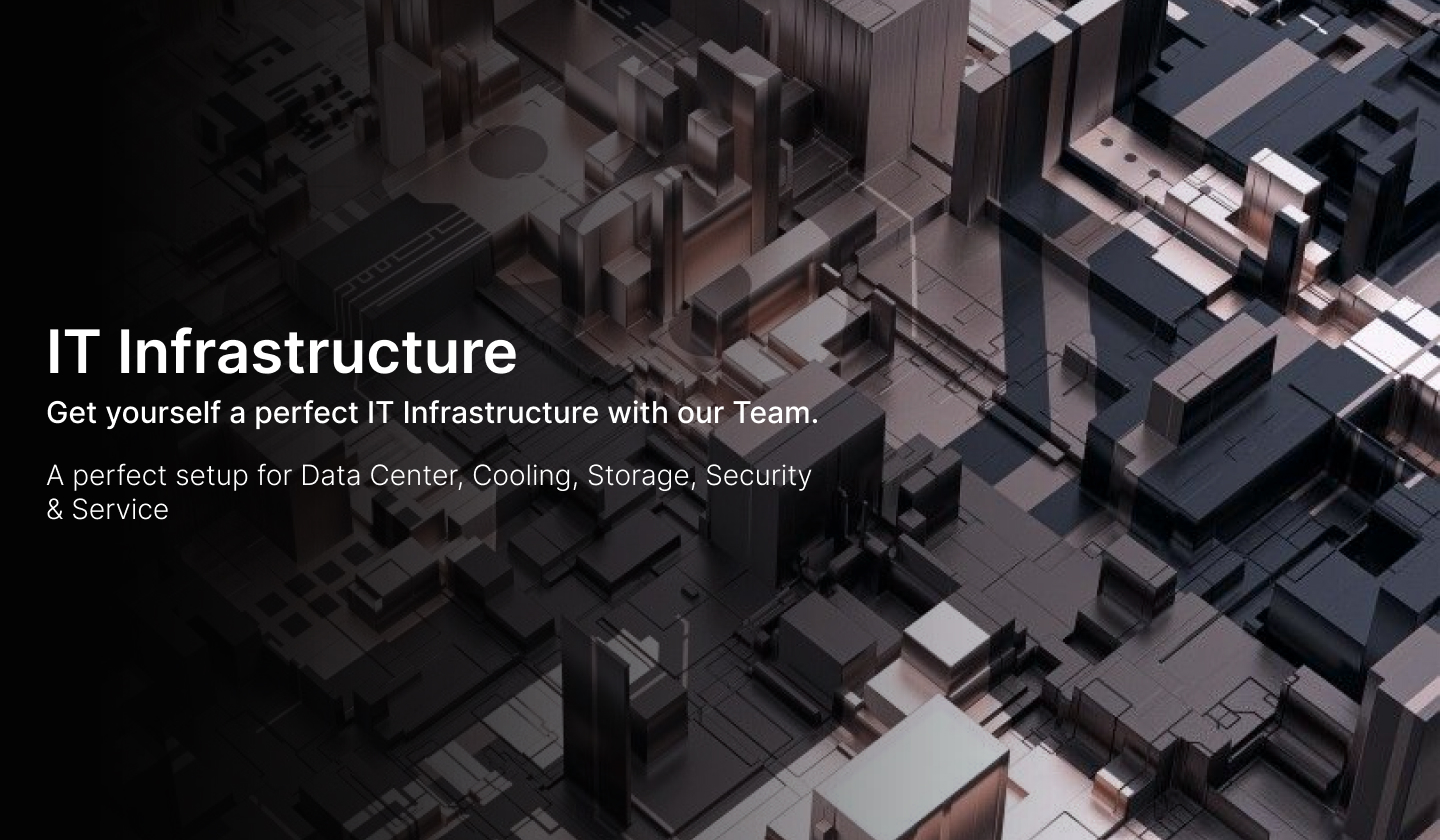 IT Infrastructure
Get yourself a perfect IT Infrastructure with our Team.
A perfect setup for Data Center, Cooling, Storage, Security
& Service